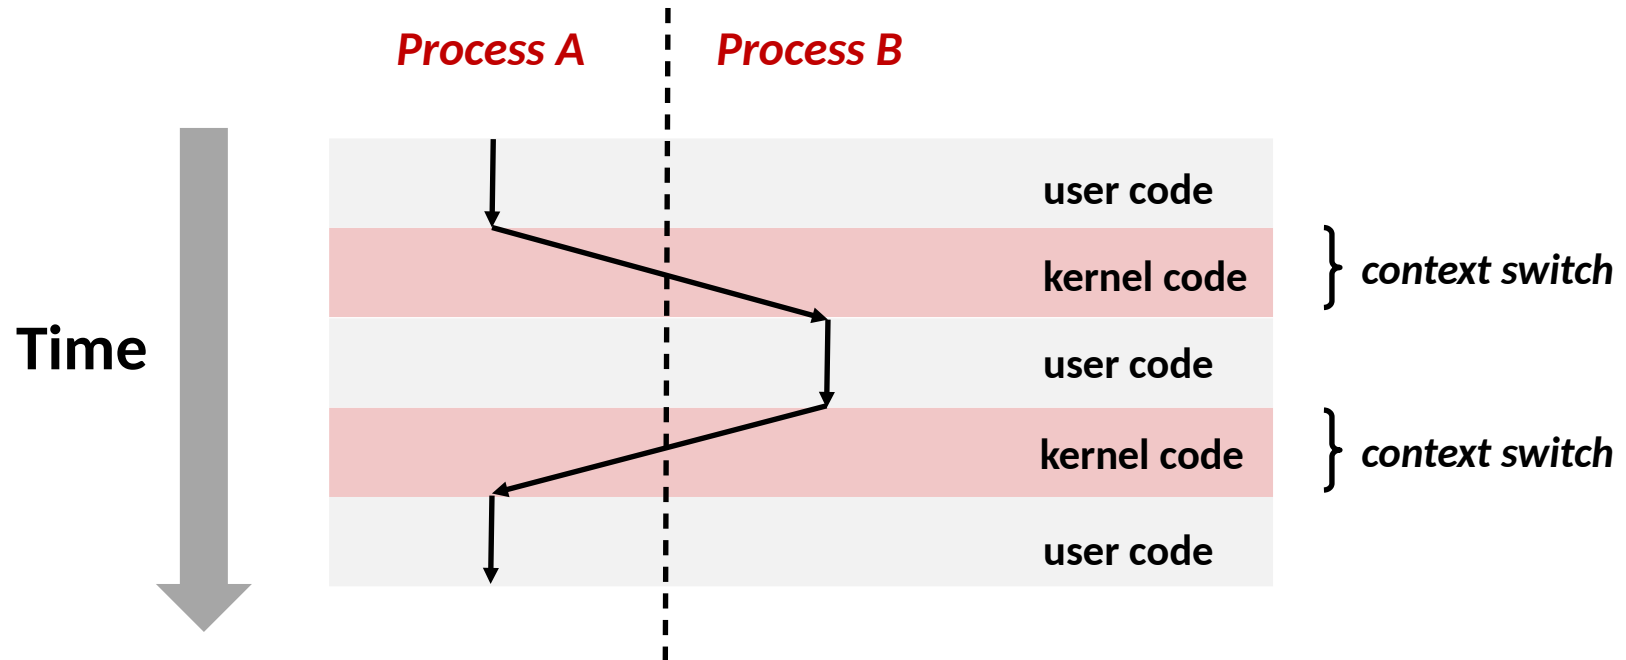 Process A
Process B
user code
kernel code
context switch
Time
user code
kernel code
context switch
user code